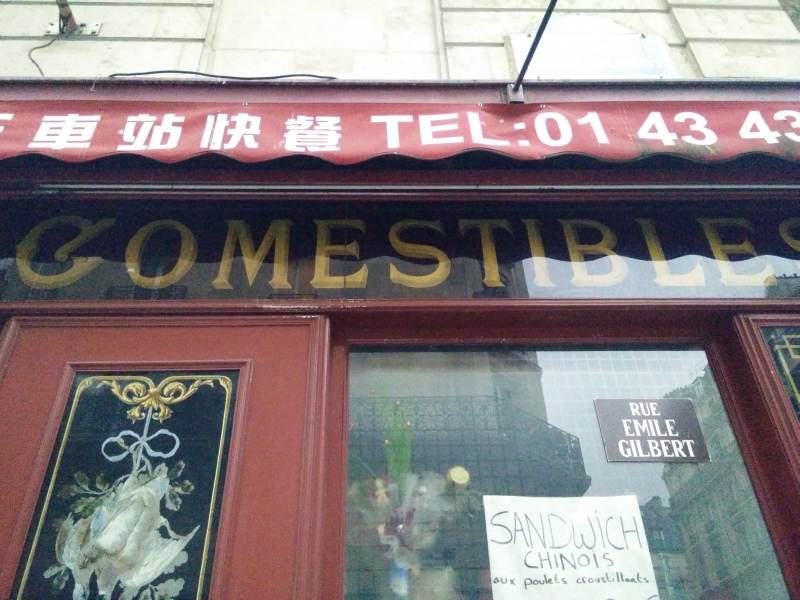 車站快餐 TEL:01 43 43
COMESTIBLES
RUE
EMILE
GILBERT
SANDWICH
CHINOIS
aux poulets croustillants